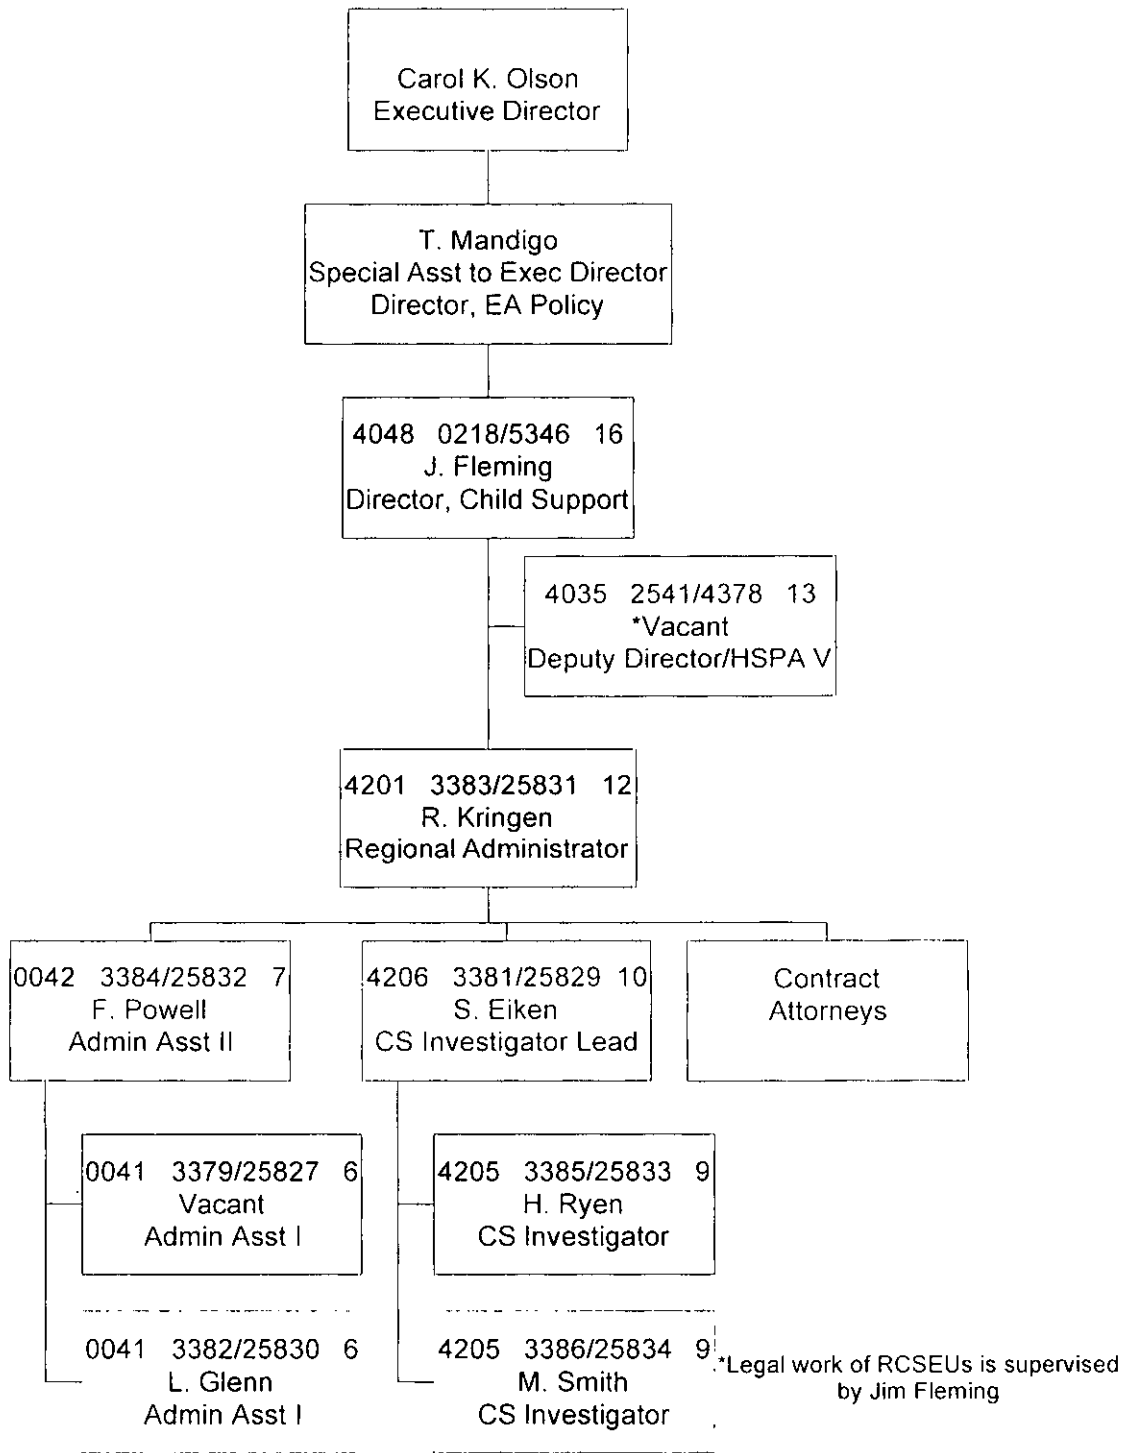 Carol K. Olson
Executive Director
T. Mandigo
Special Asst to Exec Director
Director, EA Policy
4048 0218/5346 16
J. Fleming
Director, Child Support
4035 2541/4378 13
*Vacant
Deputy Director/HSPA V
4201 3383/25831 12
R. Kringen
Regional Administrator
0042 3384/25832 7
F. Powell
Admin Asst II
4206 3381/25829 10
S. Eiken
CS Investigator Lead
Contract
Attorneys
0041 3379/25827 6
Vacant
Admin Asst I
4205 3385/25833 9
H. Ryen
CS Investigator
0041 3382/25830 6
L. Glenn
Admin Asst I
4205 3386/25834 9
M. Smith
CS Investigator
*Legal work of RCSEUs is supervised
by Jim Fleming